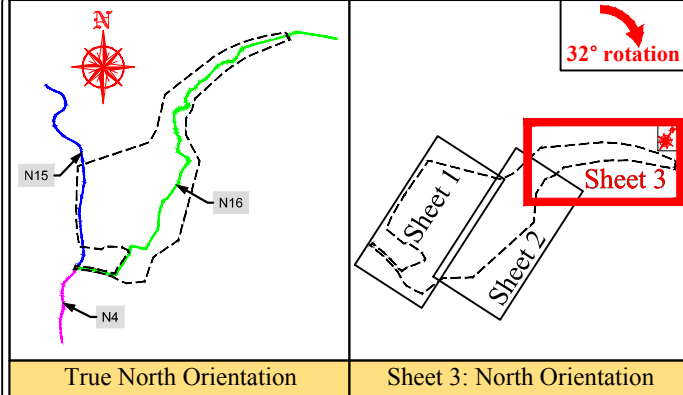 N
32° rotation
N15
N16
N4
Sheet 1
Sheet 2
Sheet 3
True North Orientation
Sheet 3: North Orientation